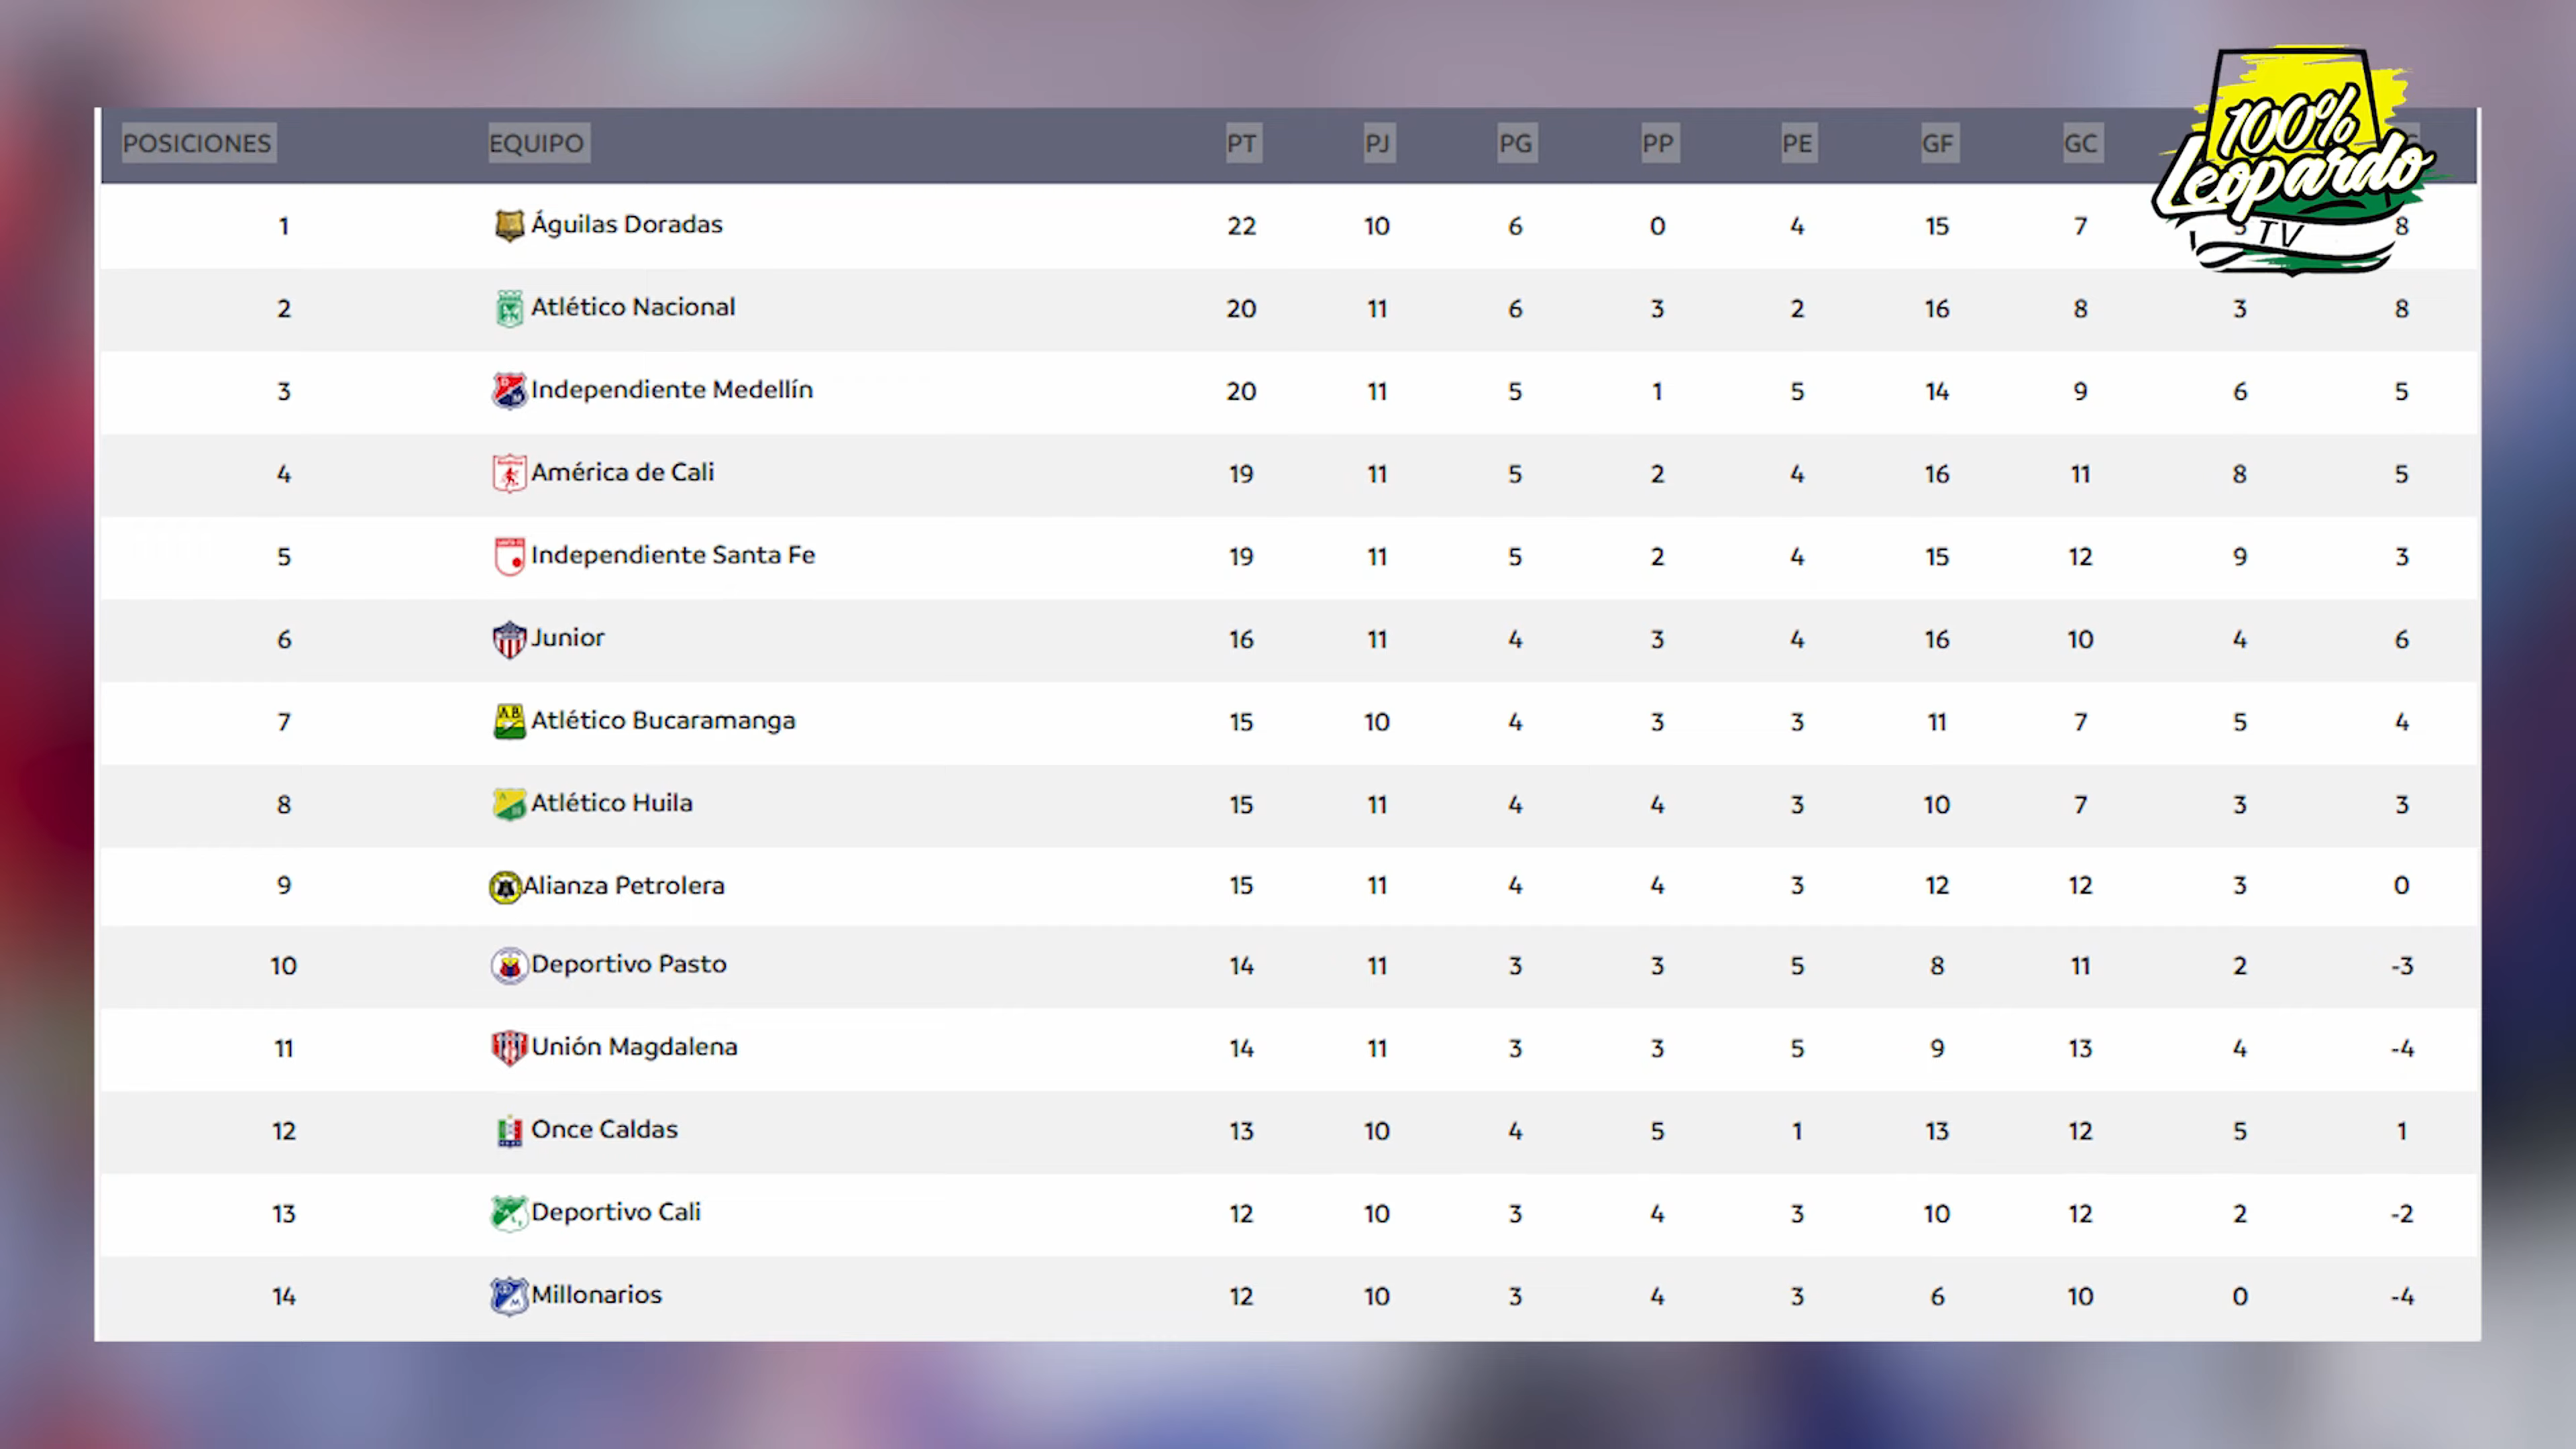 POSICIONES EQUIPO PT PJ PG PP PE GF GC
100%
Leopardo
TV
1 Águilas Doradas 22 10 6 0 4 15 7 8
2 Atlético Nacional 20 11 6 3 2 16 8 3 8
3 Independiente Medellín 20 11 5 1 5 14 9 6 5
4 América de Cali 19 11 5 2 4 16 11 8 5
5 Independiente Santa Fe 19 11 5 2 4 15 12 9 3
6 Junior 16 11 4 3 4 16 10 4 6
7 Atlético Bucaramanga 15 10 4 3 3 11 7 5 4
8 Atlético Huila 15 11 4 4 3 10 7 3 3
9 Alianza Petrolera 15 11 4 4 3 12 12 3 0
10 Deportivo Pasto 14 11 3 3 5 8 11 2 -3
11 Unión Magdalena 14 11 3 3 5 9 13 4 -4
12 Once Caldas 13 10 4 5 1 13 12 5 1
13 Deportivo Cali 12 10 3 4 3 10 12 2 -2
14 Millonarios 12 10 3 4 3 6 10 0 -4